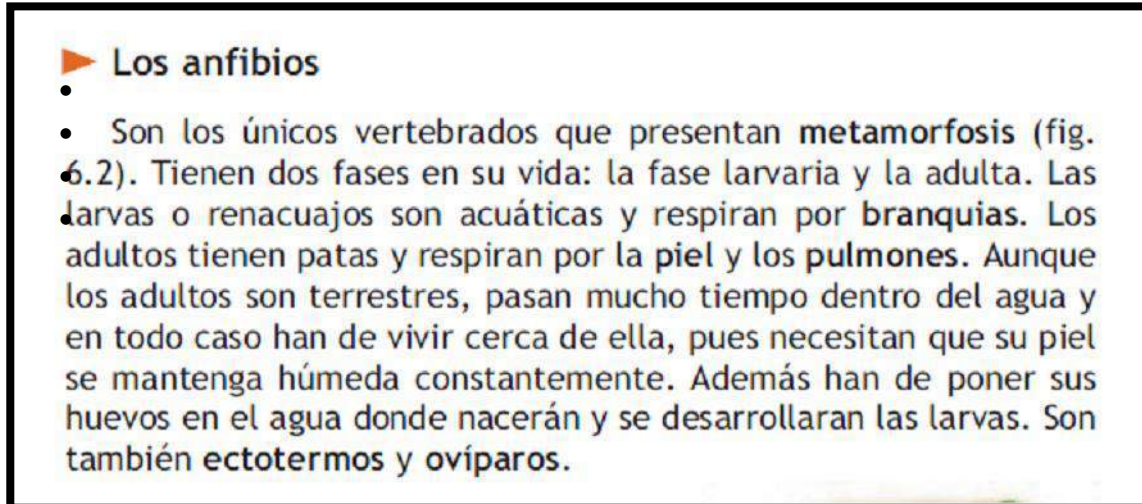 Los anfibios
Son los únicos vertebrados que presentan metamorfosis (fig.
6.2). Tienen dos fases en su vida: la fase larvaria y la adulta. Las
larvas o renacuajos son acuáticas y respiran por branquias. Los
adultos tienen patas y respiran por la piel y los pulmones. Aunque
los adultos son terrestres, pasan mucho tiempo dentro del agua y
en todo caso han de vivir cerca de ella, pues necesitan que su piel
se mantenga húmeda constantemente. Además han de poner sus
huevos en el agua donde nacerán y se desarrollaran las larvas. Son
también ectotermos y ovíparos.